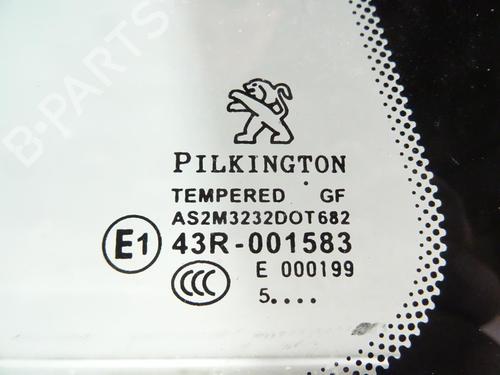 B-PARTS
PILKINGTON
TEMPERED GF
AS2M3232DOT682
E1 43R-001583
CCC E 000199
5....